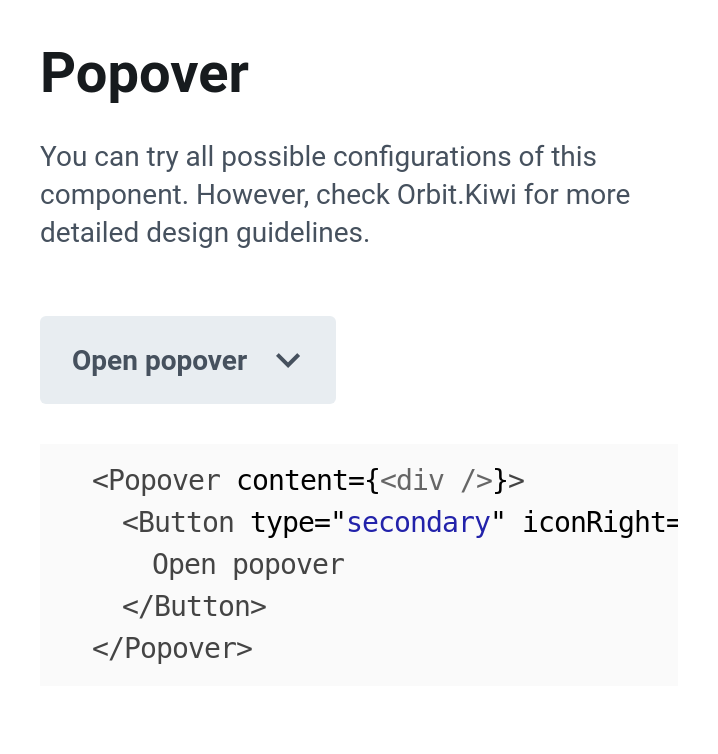 Popover
You can try all possible configurations of this
component. However, check Orbit.Kiwi for more
detailed design guidelines.
Open popover
<Popover content={<div />}>
<Button type="secondary" iconRight=
Open popover
</Button>
</Popover>